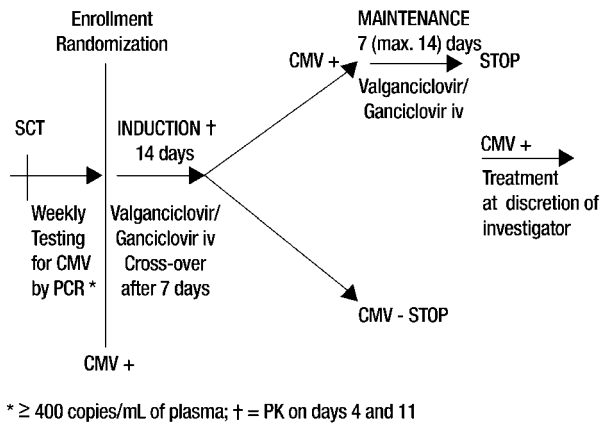 Enrollment
Randomization
SCT
Weekly
Testing
for CMV
by PCR *
CMV +
INDUCTION †
14 days
Valganciclovir/
Ganciclovir iv
Cross-over
after 7 days
CMV +
MAINTENANCE
7 (max. 14) days
Valganciclovir/
Ganciclovir iv
STOP
CMV +
Treatment
at discretion of
investigator
CMV - STOP
* ≥ 400 copies/mL of plasma; † = PK on days 4 and 11